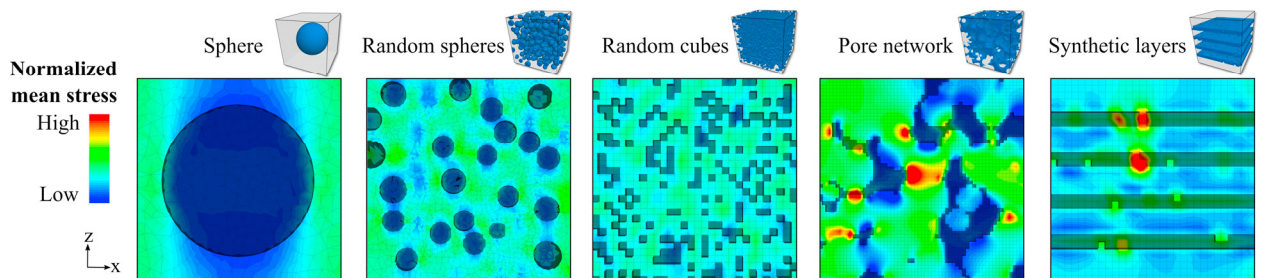 Sphere
Random spheres
Random cubes
Pore network
Synthetic layers
Normalized
mean stress
High
Low
z
x